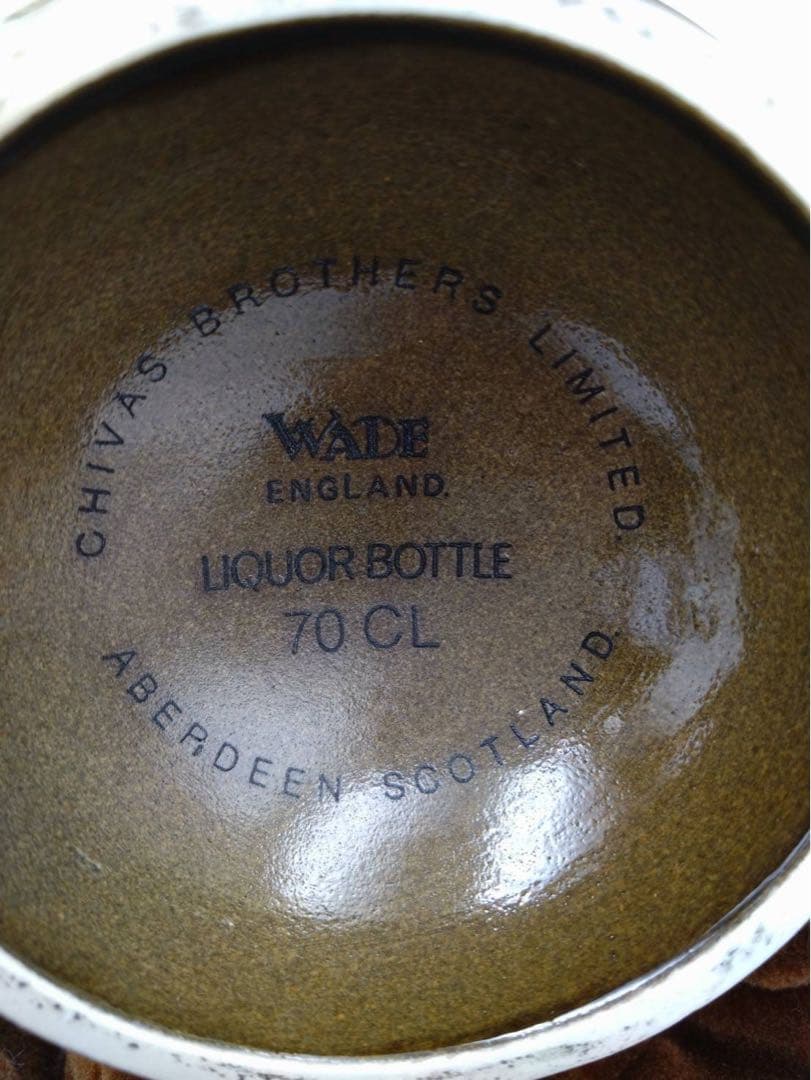 CHIVAS BROTHERS LIMITED.
WADE
ENGLAND.
LIQUOR BOTTLE
70 CL
ABERDEEN SCOTLAND.